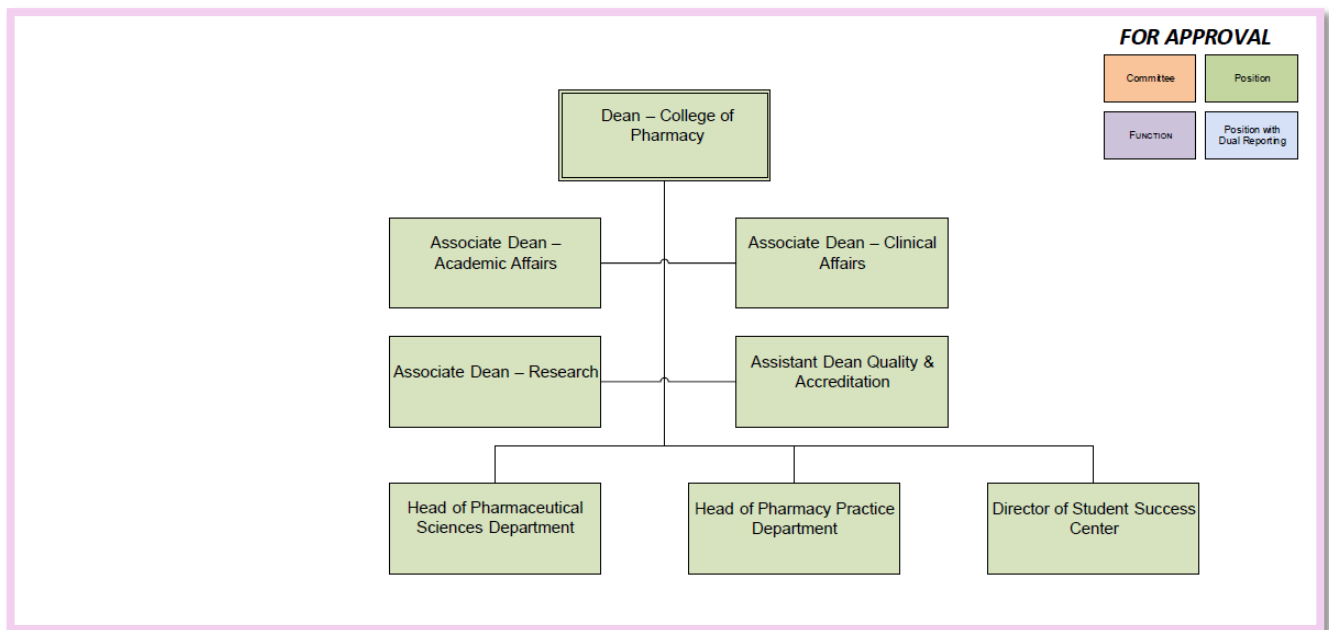 FOR APPROVAL
Committee
Position
FUNCTION
Position with
Dual Reporting
Dean – College of
Pharmacy
Associate Dean –
Academic Affairs
Associate Dean – Clinical
Affairs
Associate Dean – Research
Assistant Dean Quality &
Accreditation
Head of Pharmaceutical
Sciences Department
Head of Pharmacy Practice
Department
Director of Student Success
Center